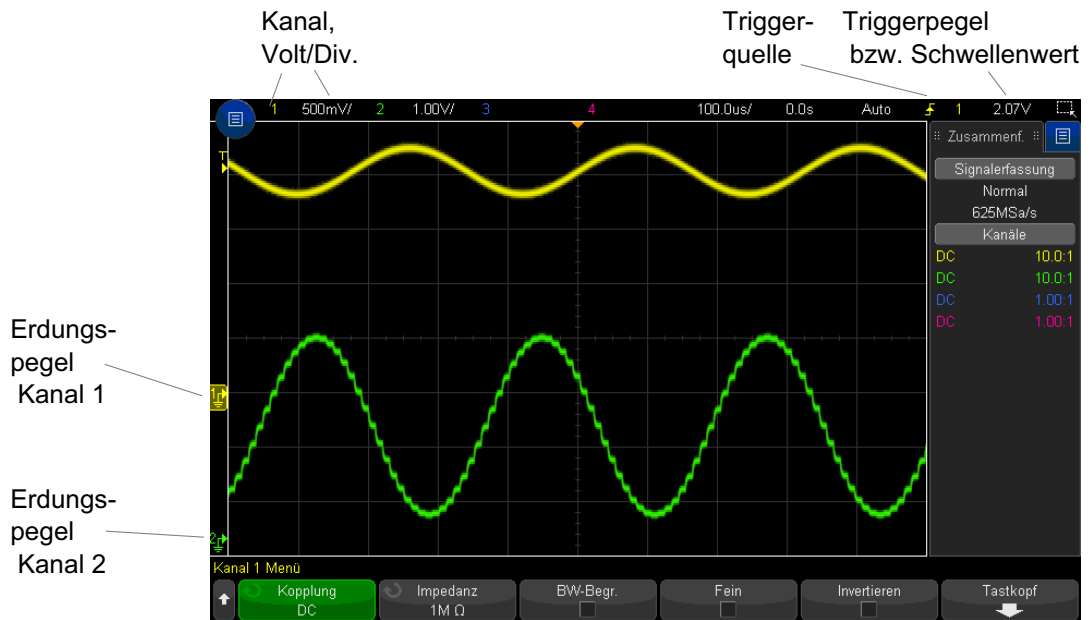 Kanal,
Volt/Div.
Trigger-
quelle
Triggerpegel
bzw. Schwellenwert
1 500mV/ 2 1.00V/ 3 4 100.0us/ 0.0s Auto 1 2.07V
T
Zusammenf.
Signalerfassung
Normal
625MSa/s
Kanäle
DC 10.0:1
DC 10.0:1
DC 1.00:1
DC 1.00:1
Erdungs-
pegel
Kanal 1
1
Erdungs-
pegel
Kanal 2
2
Kanal 1 Menü
Kopplung
DC
Impedanz
1M Ω
BW-Begr.
Fein
Invertieren
Tastkopf